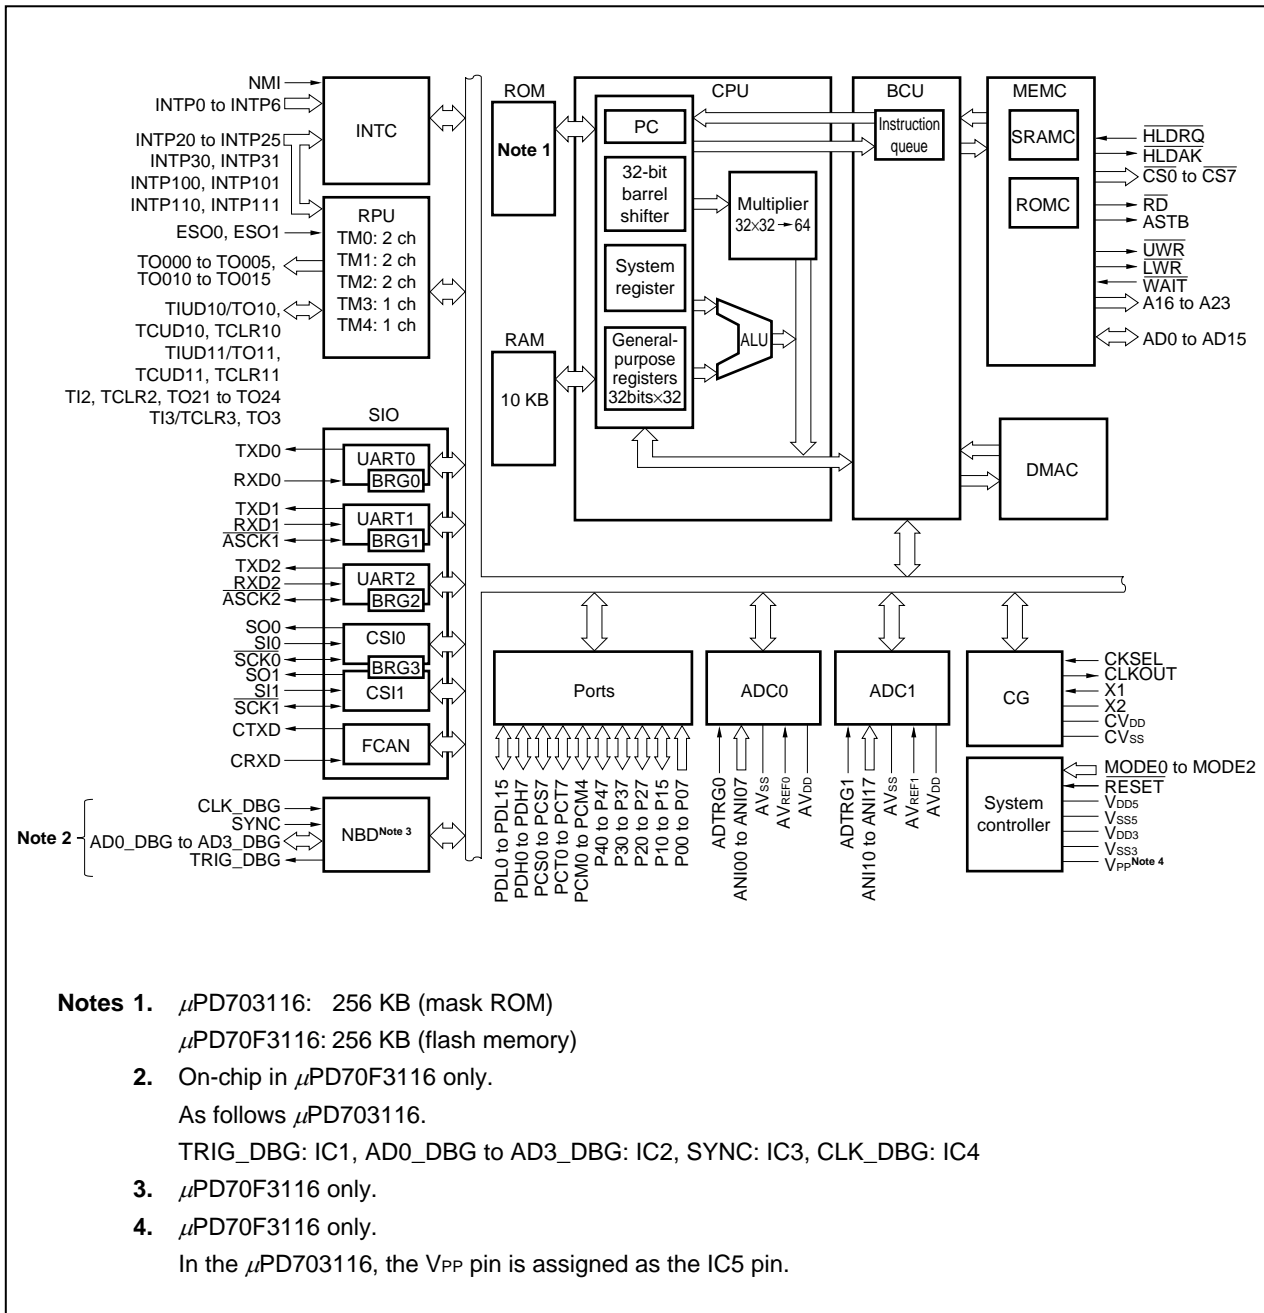 NMI
INTP0 to INTP6
INTP20 to INTP25
INTP30, INTP31
INTP100, INTP101
INTP110, INTP111
ESO0, ESO1
TO000 to TO005,
TO010 to TO015
TIUD10/TO10,
TCUD10, TCLR10
TIUD11/TO11,
TCUD11, TCLR11
TI2, TCLR2, TO21 to TO24
TI3/TCLR3, TO3
INTC
RPU
TM0: 2 ch
TM1: 2 ch
TM2: 2 ch
TM3: 1 ch
TM4: 1 ch
SIO
TXD0
RXD0
UART0
BRG0
TXD1
RXD1
ASCK1
UART1
BRG1
TXD2
RXD2
ASCK2
UART2
BRG2
SO0
SI0
SCK0
CSI0
BRG3
SO1
SI1
SCK1
CSI1
CTXD
CRXD
FCAN
Note 2
CLK_DBG
SYNC
AD0_DBG to AD3_DBG
TRIG_DBG
NBD Note 3
ROM
Note 1
RAM
10 KB
CPU
PC
32-bit
barrel
shifter
System
register
General-
purpose
registers
32bits×32
Multiplier
32×32 → 64
ALU
BCU
Instruction
queue
MEMC
SRAMC
ROMC
HLDRQ
HLDAK
CS0 to CS7
RD
ASTB
UWR
LWR
WAIT
A16 to A23
AD0 to AD15
DMAC
Ports
PDL0 to PDL15
PDH0 to PDH7
PCS0 to PCS7
PCT0 to PCT7
PCM0 to PCM4
P40 to P47
P30 to P37
P20 to P27
P10 to P15
P00 to P07
ADC0
ADTRG0
ANI00 to ANI07
AVSS
AVREF0
AVDD
ADC1
ADTRG1
ANI10 to ANI17
AVSS
AVREF1
AVDD
CG
CKSEL
CLKOUT
X1
X2
CVDD
CVSS
System
controller
MODE0 to MODE2
RESET
VDD5
VSS5
VDD3
VSS3
VPP Note 4
Notes 1. μPD703116: 256 KB (mask ROM)
μPD70F3116: 256 KB (flash memory)
2. On-chip in μPD70F3116 only.
As follows μPD703116.
TRIG_DBG: IC1, AD0_DBG to AD3_DBG: IC2, SYNC: IC3, CLK_DBG: IC4
3. μPD70F3116 only.
4. μPD70F3116 only.
In the μPD703116, the VPP pin is assigned as the IC5 pin.